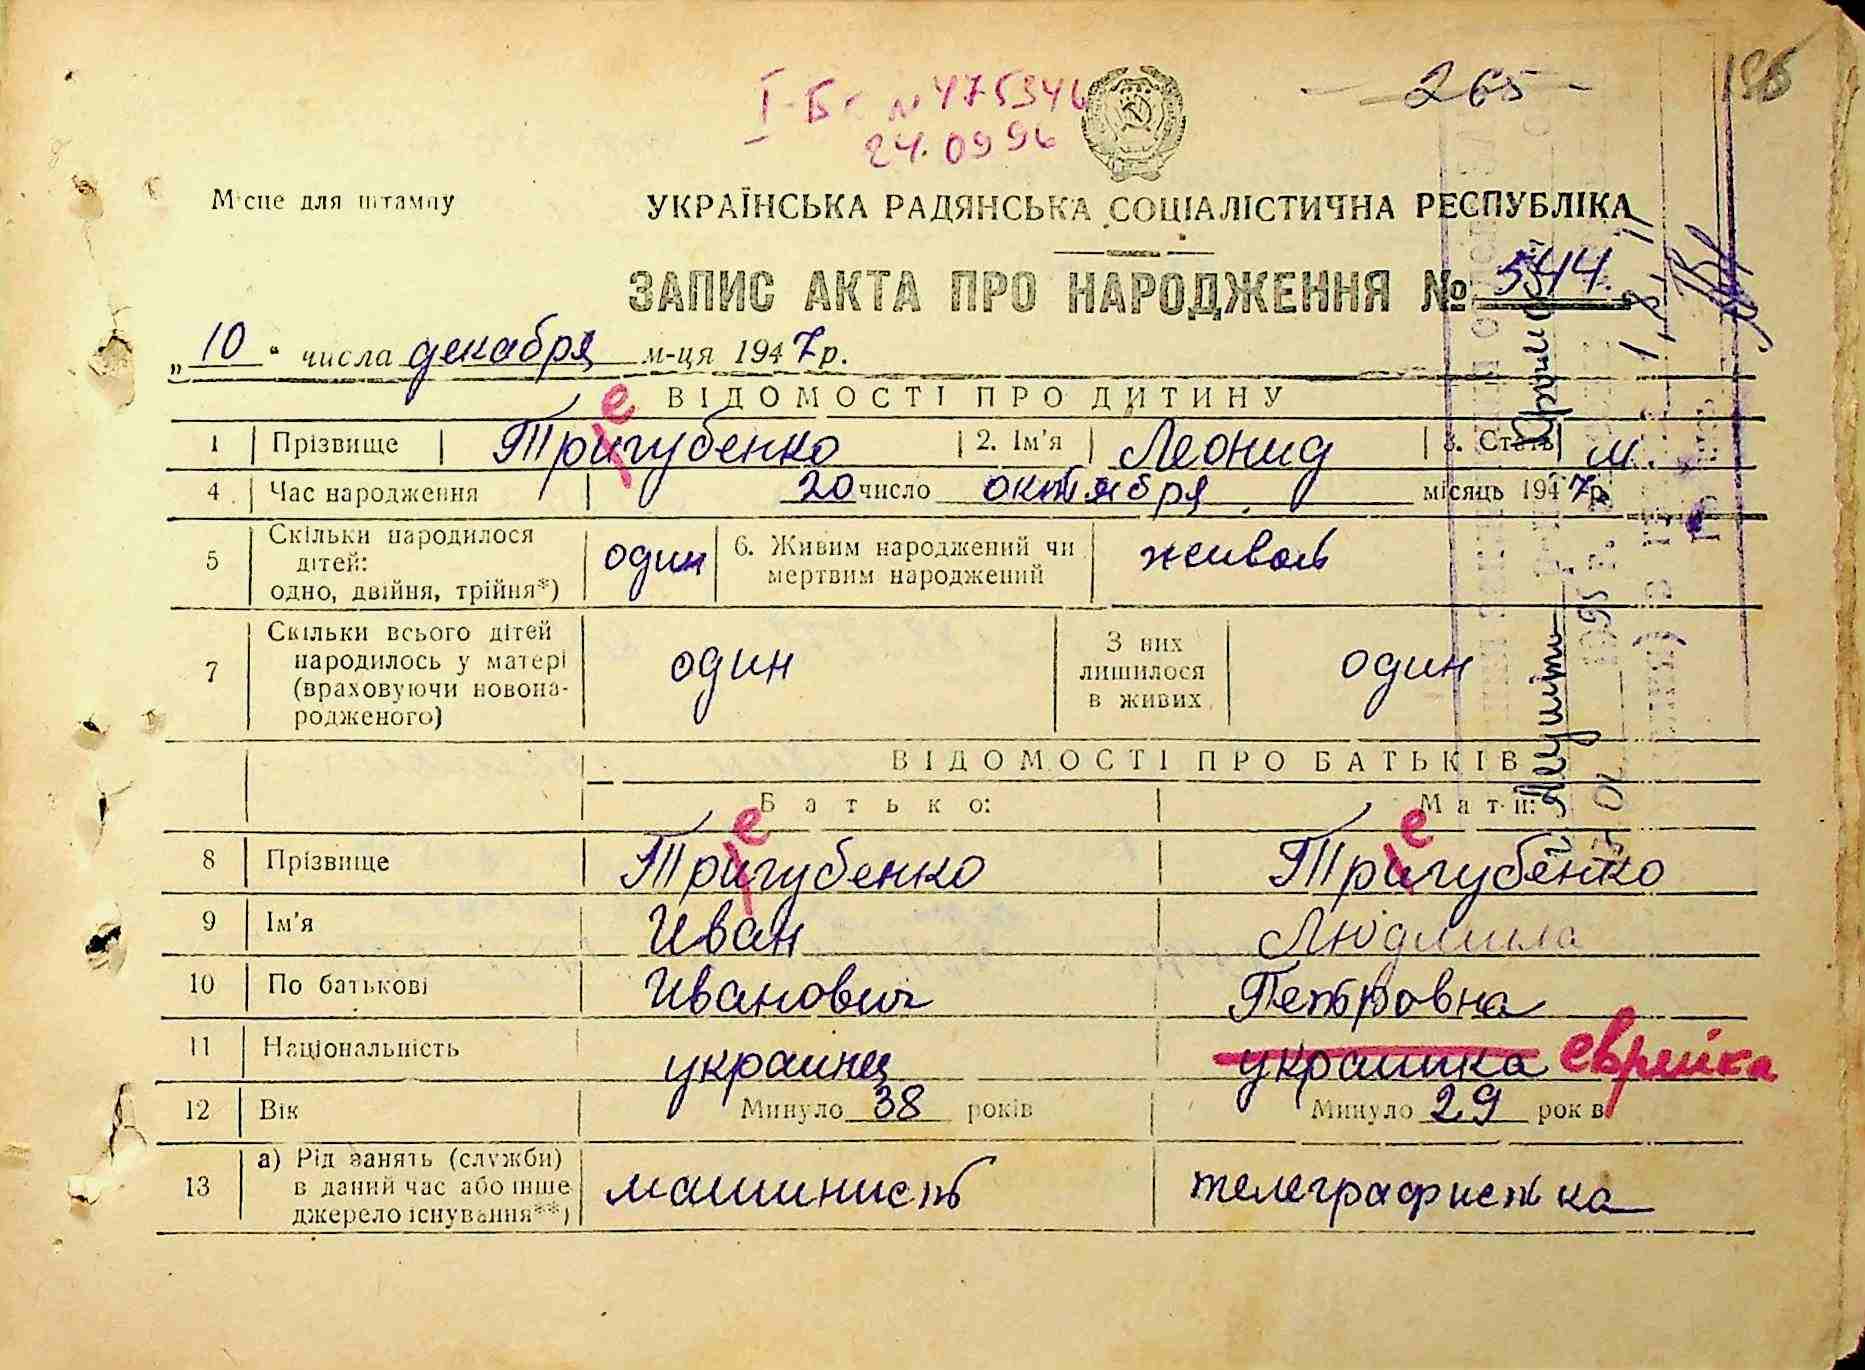 265
I-БК N 475346
24.09 96
Місце для штампу
УКРАЇНСЬКА РАДЯНСЬКА СОЦІАЛІСТИЧНА РЕСПУБЛІКА
ЗАПИС АКТА ПРО НАРОДЖЕННЯ № 544.
„ 10 " числа декабря м-ця 1947 р.
ВІДОМОСТІ ПРО ДИТИНУ
е
1 Прізвище Тригубенко 2. Ім'я Леонид 3. Стать м.
4 Час народження 20 число октября місяць 1947 р.
5 Скільки народилося дітей: одно, двійня, трійня*) один 6. Живим народжений чи мертвим народжений живой
7 Скільки всього дітей народилось у матері (враховуючи новонародженого) один З них лишилося в живих один
ВІДОМОСТІ ПРО БАТЬКІВ
Батько: Мати:
е е
8 Прізвище Тригубенко Тригубенко
9 Ім'я Иван Людмила
10 По батькові Иванович Петровна
11 Національність украинец украинка еврейка
12 Вік Минуло 38 років Минуло 29 років
13 а) Рід занять (служби) в даний час або інше джерело існування**) машинист телеграфистка